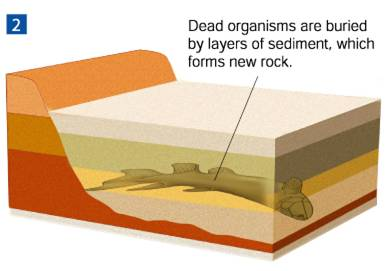 2
Dead organisms are buried
by layers of sediment, which
forms new rock.